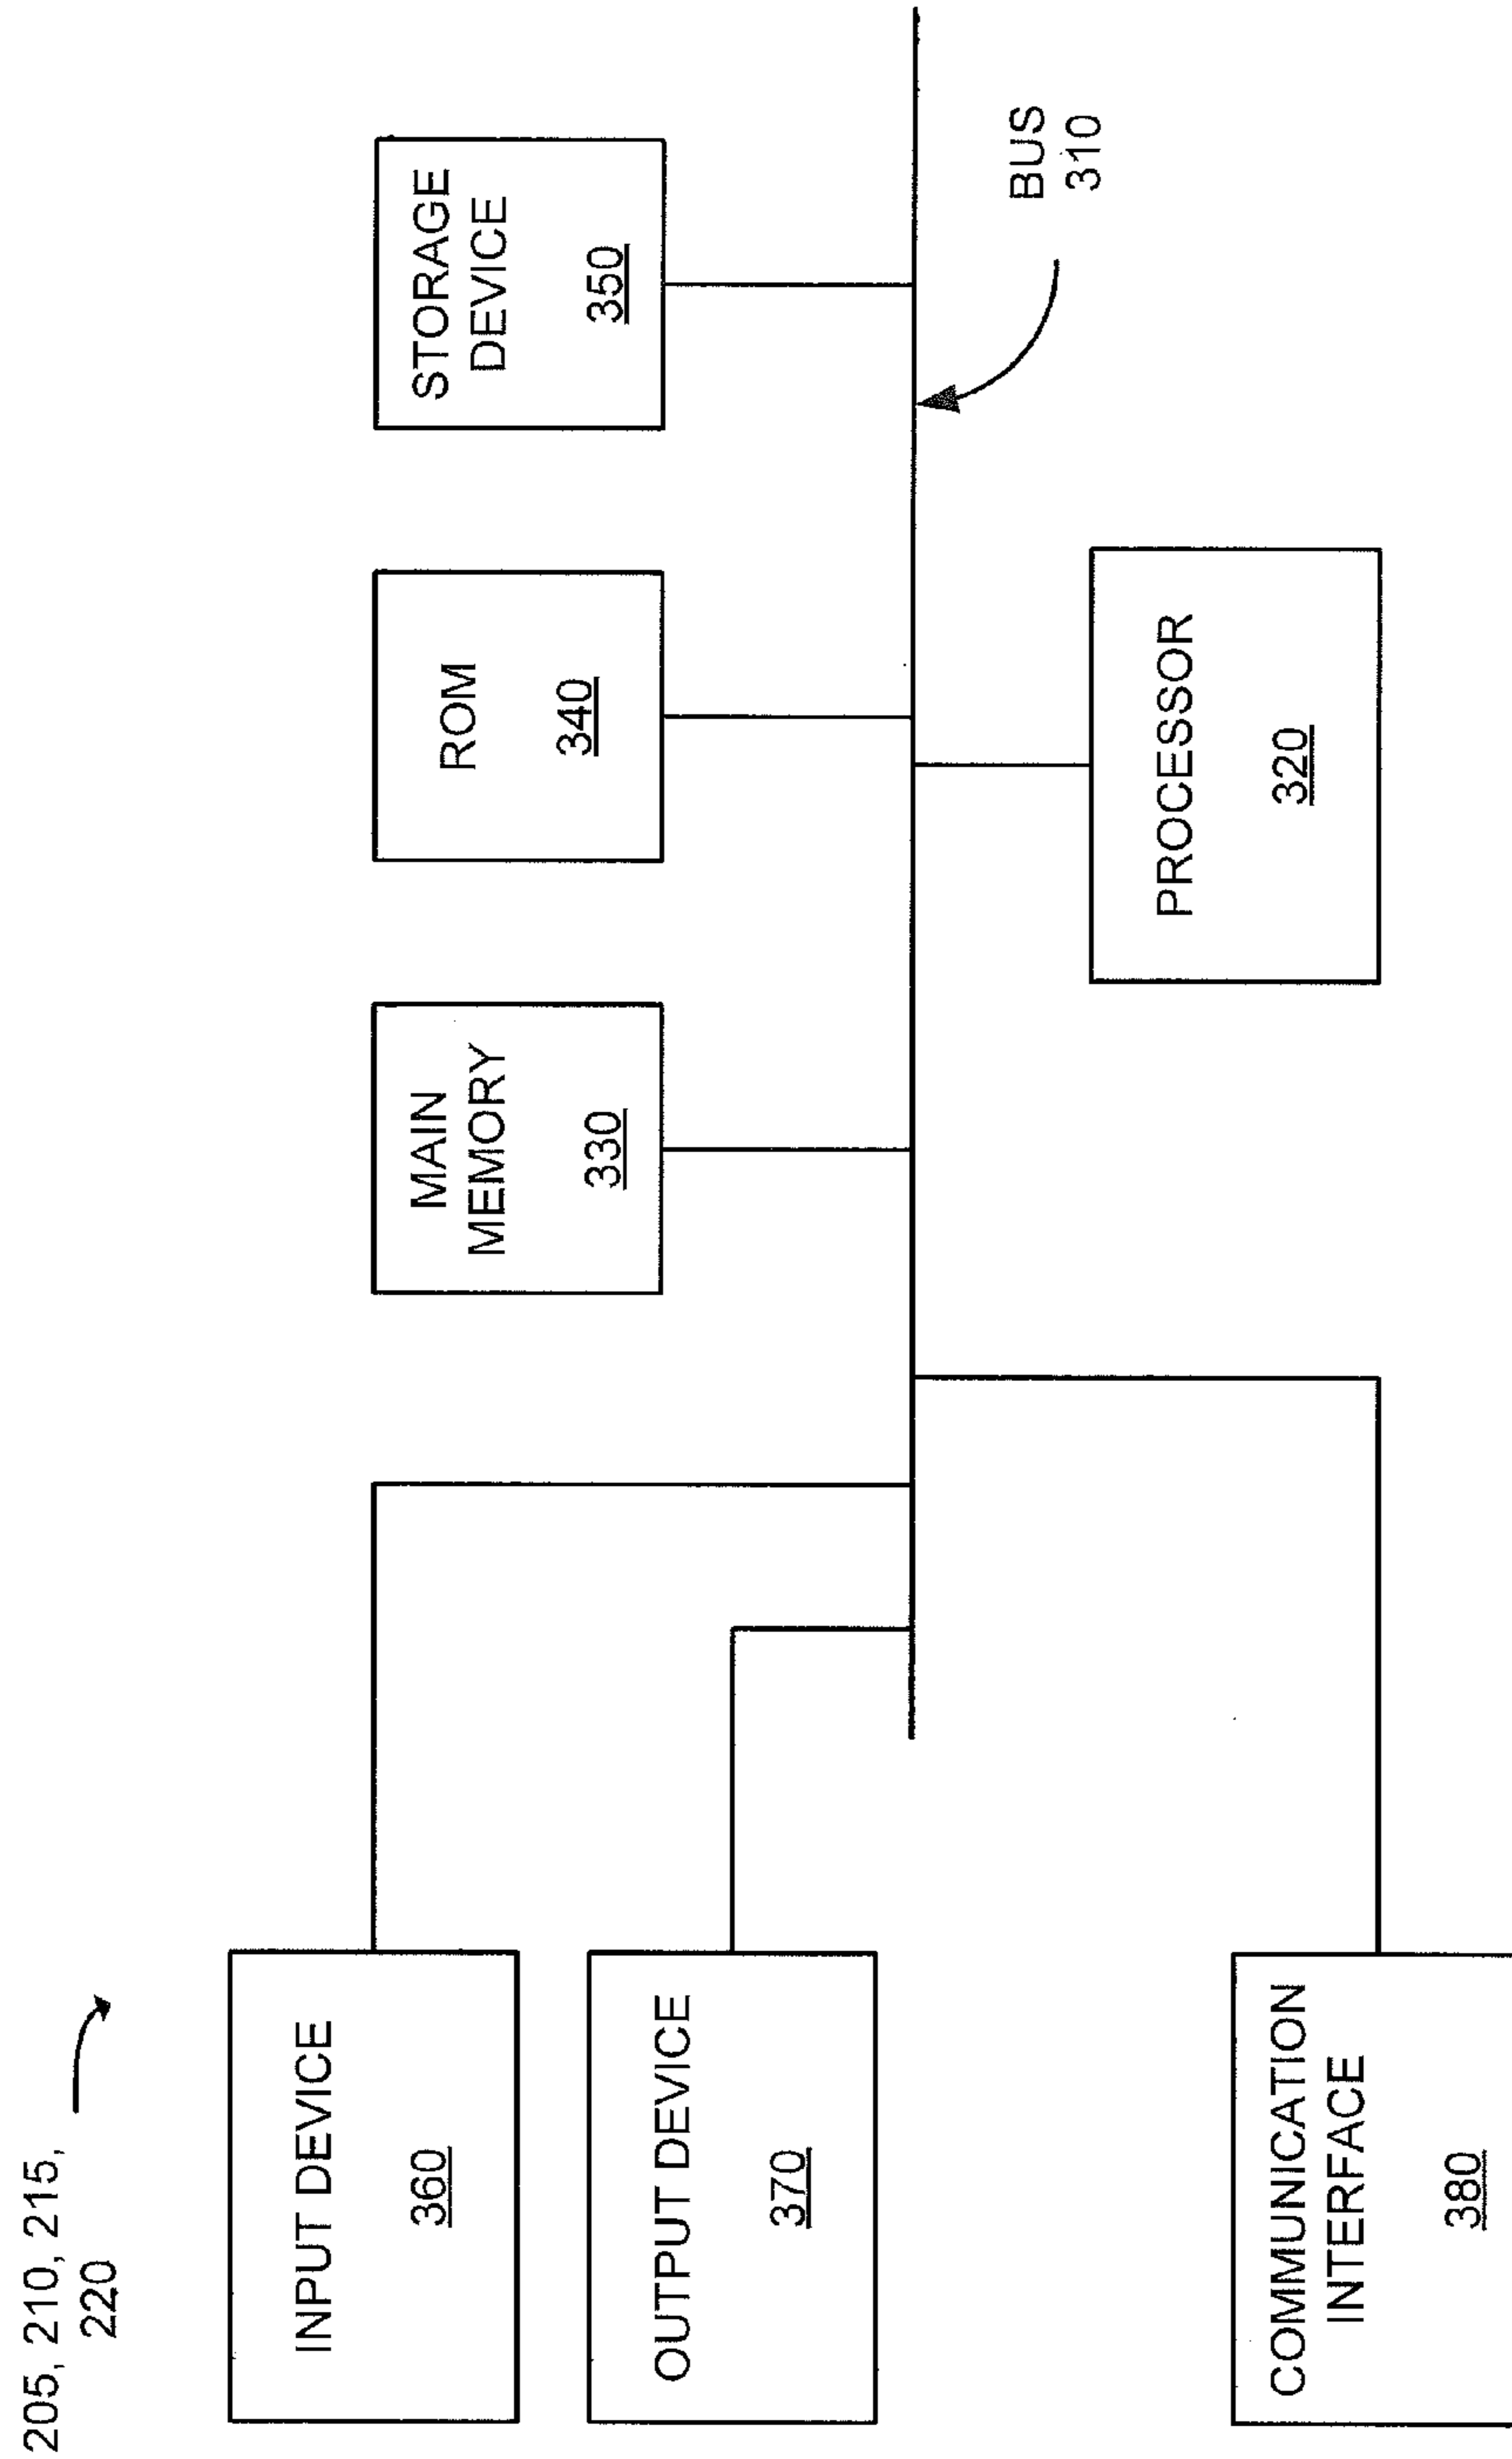 205, 210, 215,
220
INPUT DEVICE
360
OUTPUT DEVICE
370
COMMUNICATION
INTERFACE
380
MAIN
MEMORY
330
ROM
340
STORAGE
DEVICE
350
PROCESSOR
320
BUS
310